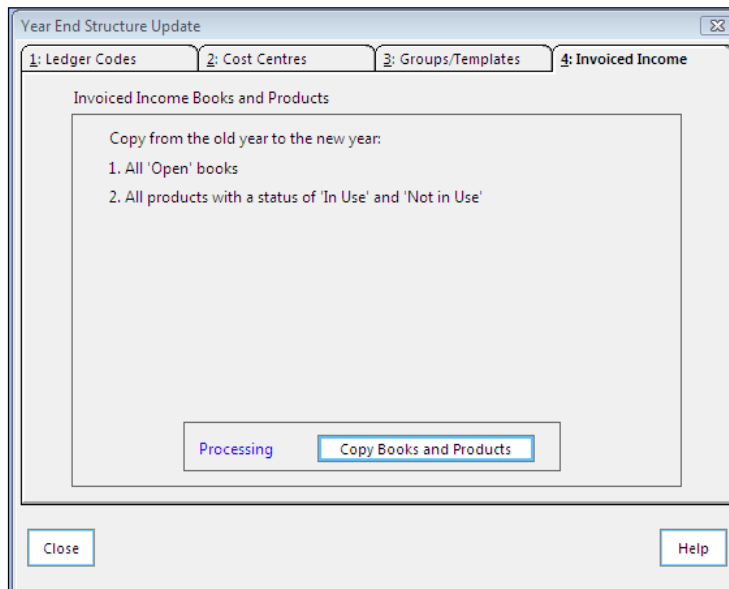 Year End Structure Update
1: Ledger Codes 2: Cost Centres 3: Groups/Templates 4: Invoiced Income
Invoiced Income Books and Products
Copy from the old year to the new year:
1. All 'Open' books
2. All products with a status of 'In Use' and 'Not in Use'
Processing Copy Books and Products
Close Help